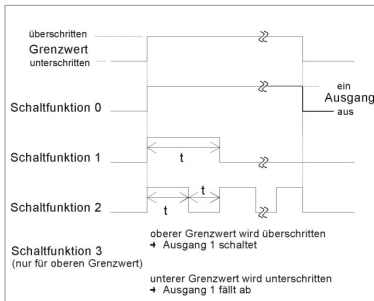 überschritten
Grenzwert
unterschritten
ein
Ausgang
aus
Schaltfunktion 0
Schaltfunktion 1
t
Schaltfunktion 2
t
t
Schaltfunktion 3
(nur für oberen Grenzwert)
oberer Grenzwert wird überschritten
➔ Ausgang 1 schaltet
unterer Grenzwert wird unterschritten
➔ Ausgang 1 fällt ab